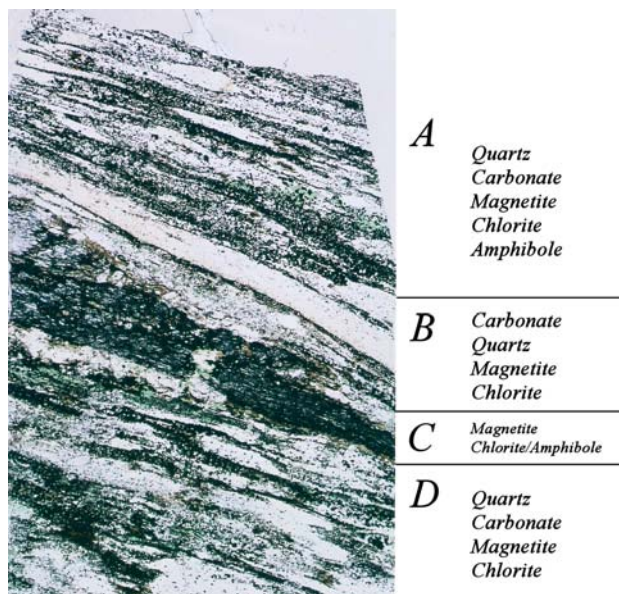 A
Quartz
Carbonate
Magnetite
Chlorite
Amphibole
B
Carbonate
Quartz
Magnetite
Chlorite
C
Magnetite
Chlorite/Amphibole
D
Quartz
Carbonate
Magnetite
Chlorite